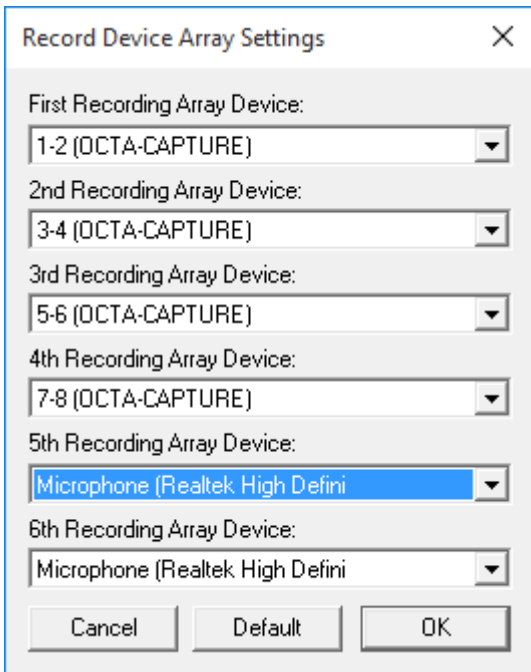 Record Device Array Settings
First Recording Array Device:
1-2 (OCTA-CAPTURE)
2nd Recording Array Device:
3-4 (OCTA-CAPTURE)
3rd Recording Array Device:
5-6 (OCTA-CAPTURE)
4th Recording Array Device:
7-8 (OCTA-CAPTURE)
5th Recording Array Device:
Microphone (Realtek High Defini
6th Recording Array Device:
Microphone (Realtek High Defini
Cancel Default OK